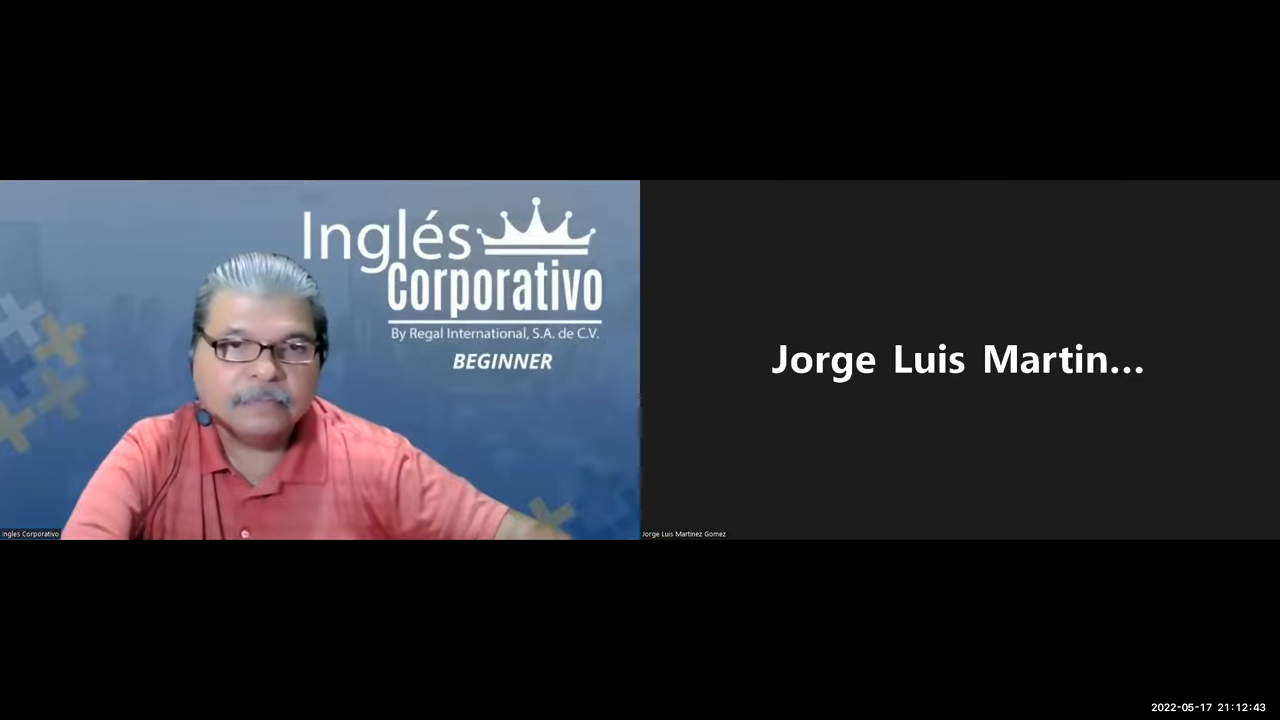 Inglés
Corporativo
By Regal International, S.A. de C.V.
BEGINNER
Jorge Luis Martin...
Ingles Corporativo
Jorge Luis Martinez Gomez
2022-05-17 21:12:43